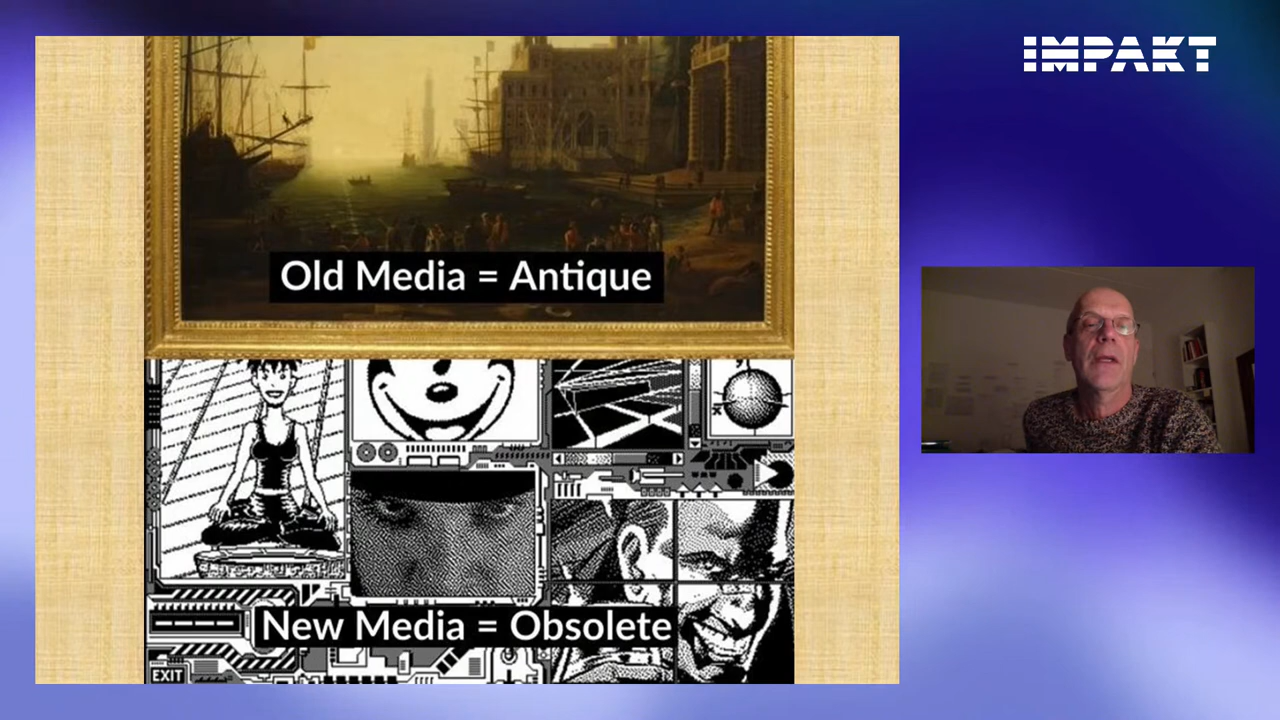 IMPAKT
Old Media = Antique
New Media = Obsolete
EXIT